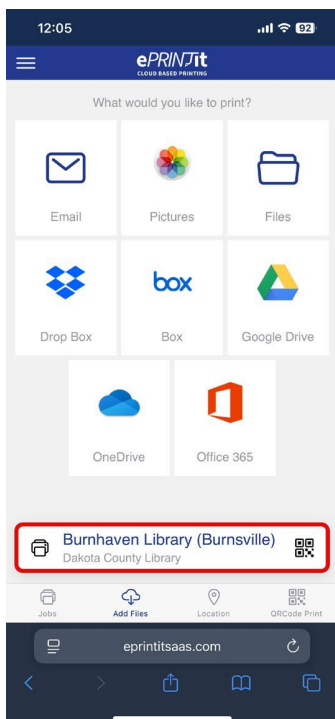 12:05
92
ePRINTit
CLOUD BASED PRINTING
What would you like to print?
Email
Pictures
Files
box
Drop Box
Box
Google Drive
OneDrive
Office 365
Burnhaven Library (Burnsville)
Dakota County Library
Jobs
Add Files
Location
QRCode Print
eprintitsaas.com